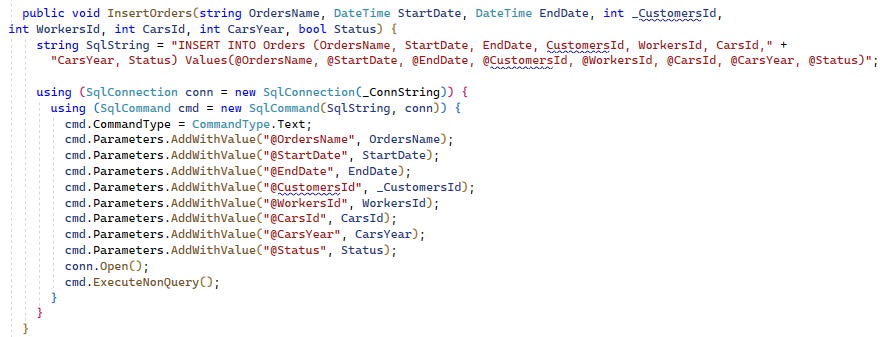 public void InsertOrders(string OrdersName, DateTime StartDate, DateTime EndDate, int _CustomersId,
int WorkersId, int CarsId, int CarsYear, bool Status) {
string SqlString = "INSERT INTO Orders (OrdersName, StartDate, EndDate, CustomersId, WorkersId, CarsId," +
"CarsYear, Status) Values(@OrdersName, @StartDate, @EndDate, @CustomersId, @WorkersId, @CarsId, @CarsYear, @Status)";
using (SqlConnection conn = new SqlConnection(_ConnString)) {
using (SqlCommand cmd = new SqlCommand(SqlString, conn)) {
cmd.CommandType = CommandType.Text;
cmd.Parameters.AddWithValue("@OrdersName", OrdersName);
cmd.Parameters.AddWithValue("@StartDate", StartDate);
cmd.Parameters.AddWithValue("@EndDate", EndDate);
cmd.Parameters.AddWithValue("@CustomersId", _CustomersId);
cmd.Parameters.AddWithValue("@WorkersId", WorkersId);
cmd.Parameters.AddWithValue("@CarsId", CarsId);
cmd.Parameters.AddWithValue("@CarsYear", CarsYear);
cmd.Parameters.AddWithValue("@Status", Status);
conn.Open();
cmd.ExecuteNonQuery();
}
}
}